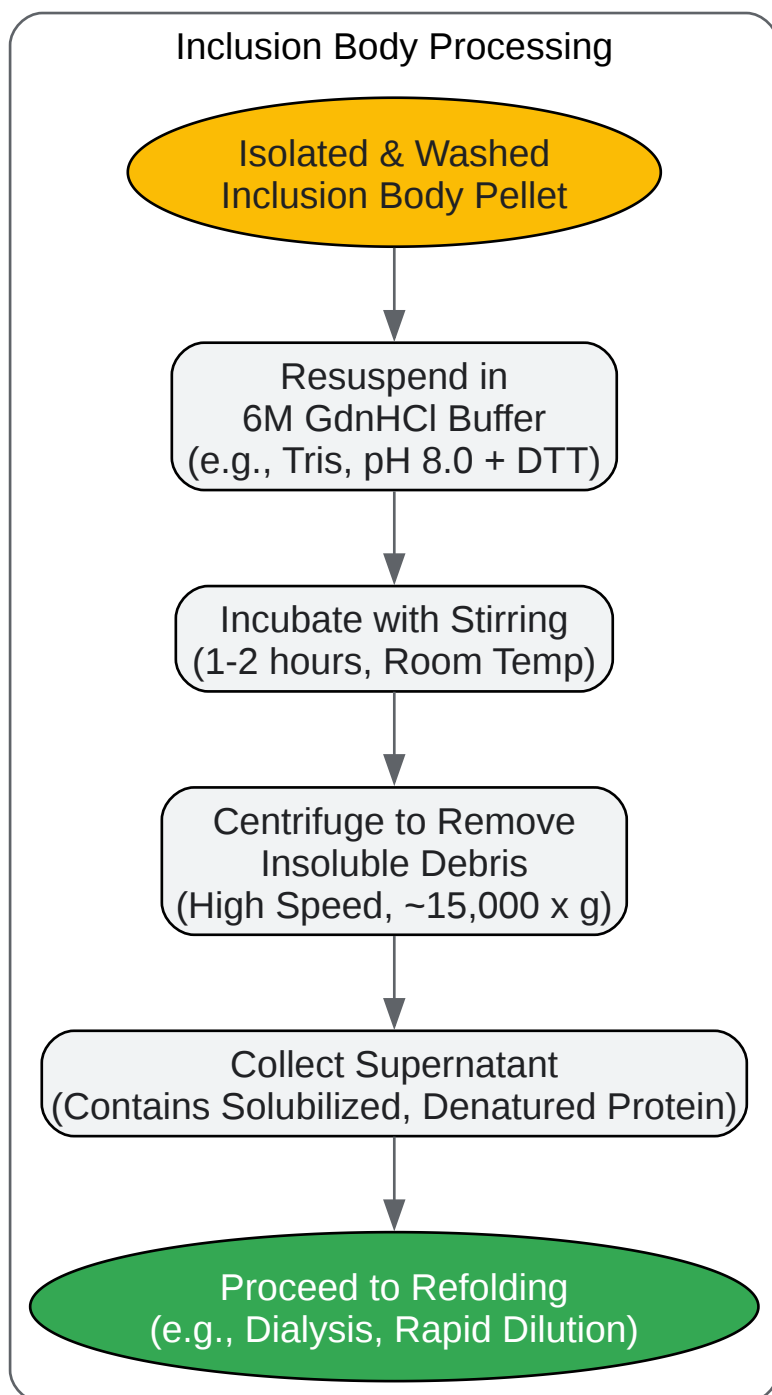 Inclusion Body Processing
Isolated & Washed
Inclusion Body Pellet
Resuspend in
6M GdnHCl Buffer
(e.g., Tris, pH 8.0 + DTT)
Incubate with Stirring
(1-2 hours, Room Temp)
Centrifuge to Remove
Insoluble Debris
(High Speed, ~15,000 x g)
Collect Supernatant
(Contains Solubilized, Denatured Protein)
Proceed to Refolding
(e.g., Dialysis, Rapid Dilution)